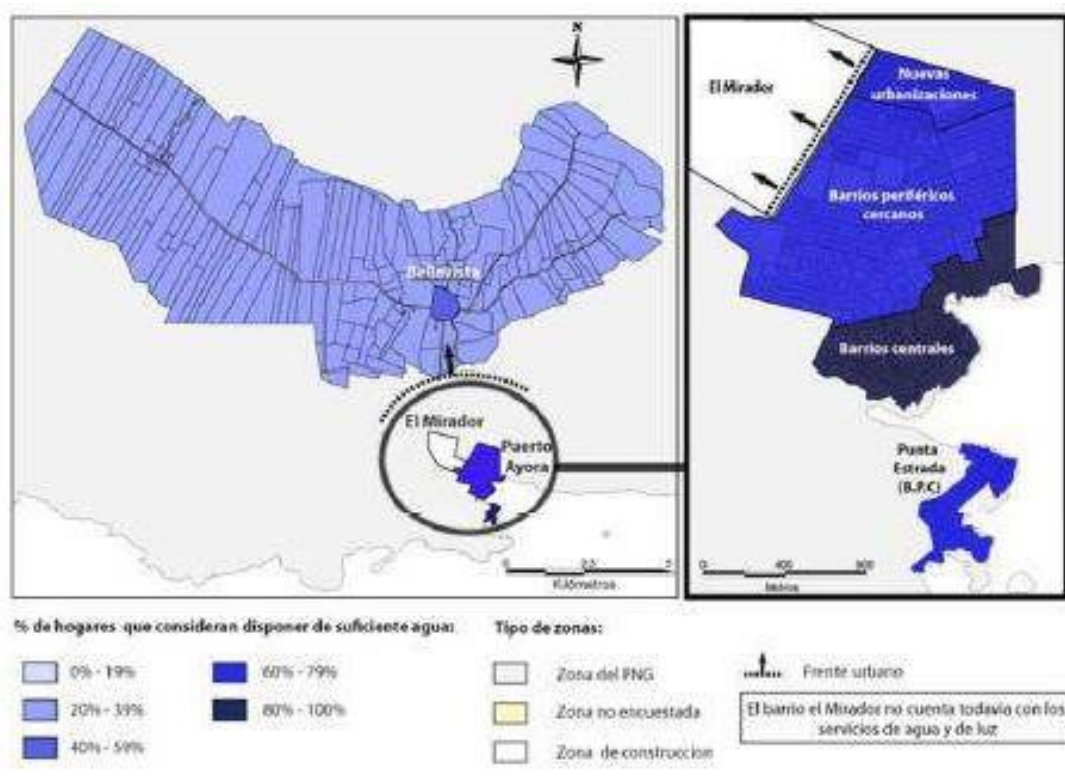 N
Bellavista
El Mirador
Puerto
Ayora
Kilómetros
El Mirador
Nuevas
urbanizaciones
Barrios periféricos
cercanos
Barrios centrales
Punta
Estrada
(B.P.C)
0 400 800
Metros
% de hogares que consideran disponer de suficiente agua:
0% - 19%
20% - 39%
40% - 59%
60% - 79%
80% - 100%
Tipo de zonas:
Zona del PNG
Zona no encuestada
Zona de construccion
Frente urbano
El barrio el Mirador no cuenta todavia con los
servicios de agua y de luz